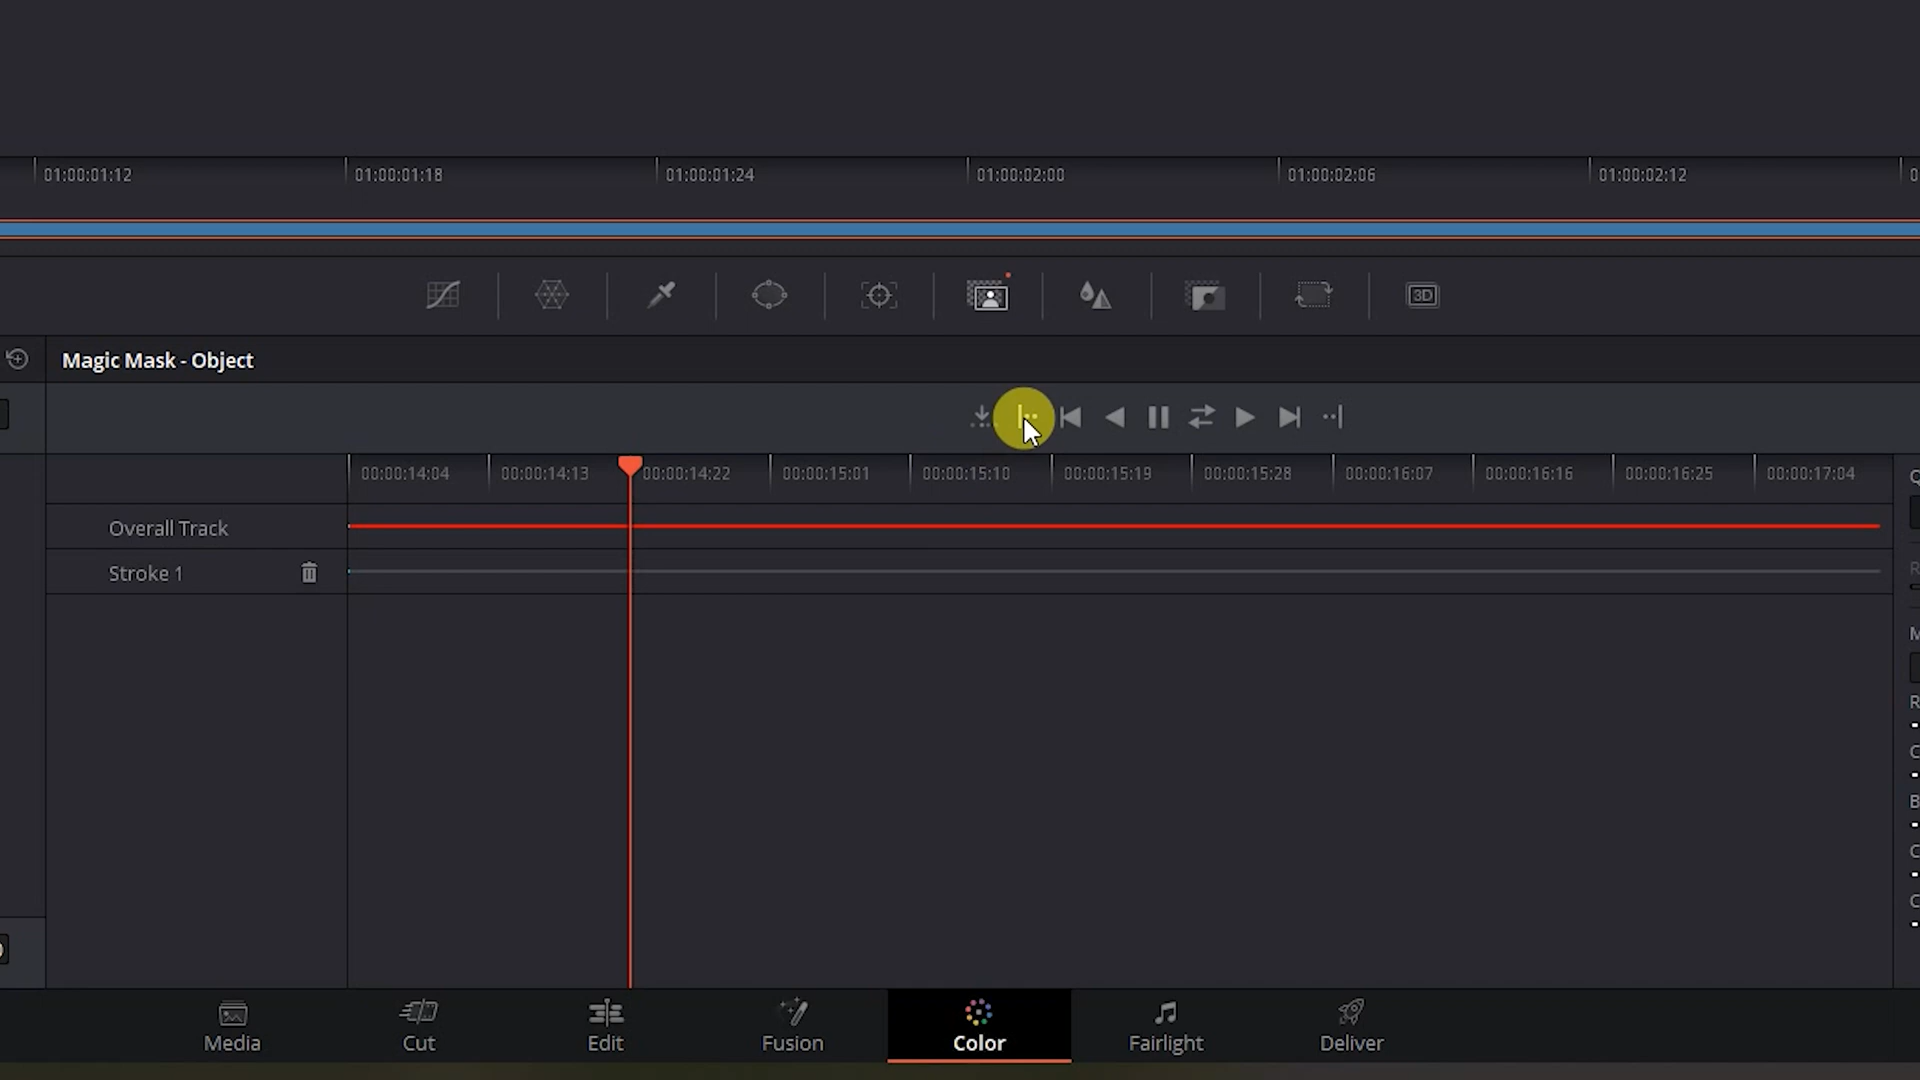 01:00:01:12 01:00:01:18 01:00:01:24 01:00:02:00 01:00:02:06 01:00:02:12 0
3D
Magic Mask - Object
00:00:14:04 00:00:14:13 00:00:14:22 00:00:15:01 00:00:15:10 00:00:15:19 00:00:15:28 00:00:16:07 00:00:16:16 00:00:16:25 00:00:17:04
Overall Track
Stroke 1
Media Cut Edit Fusion Color Fairlight Deliver